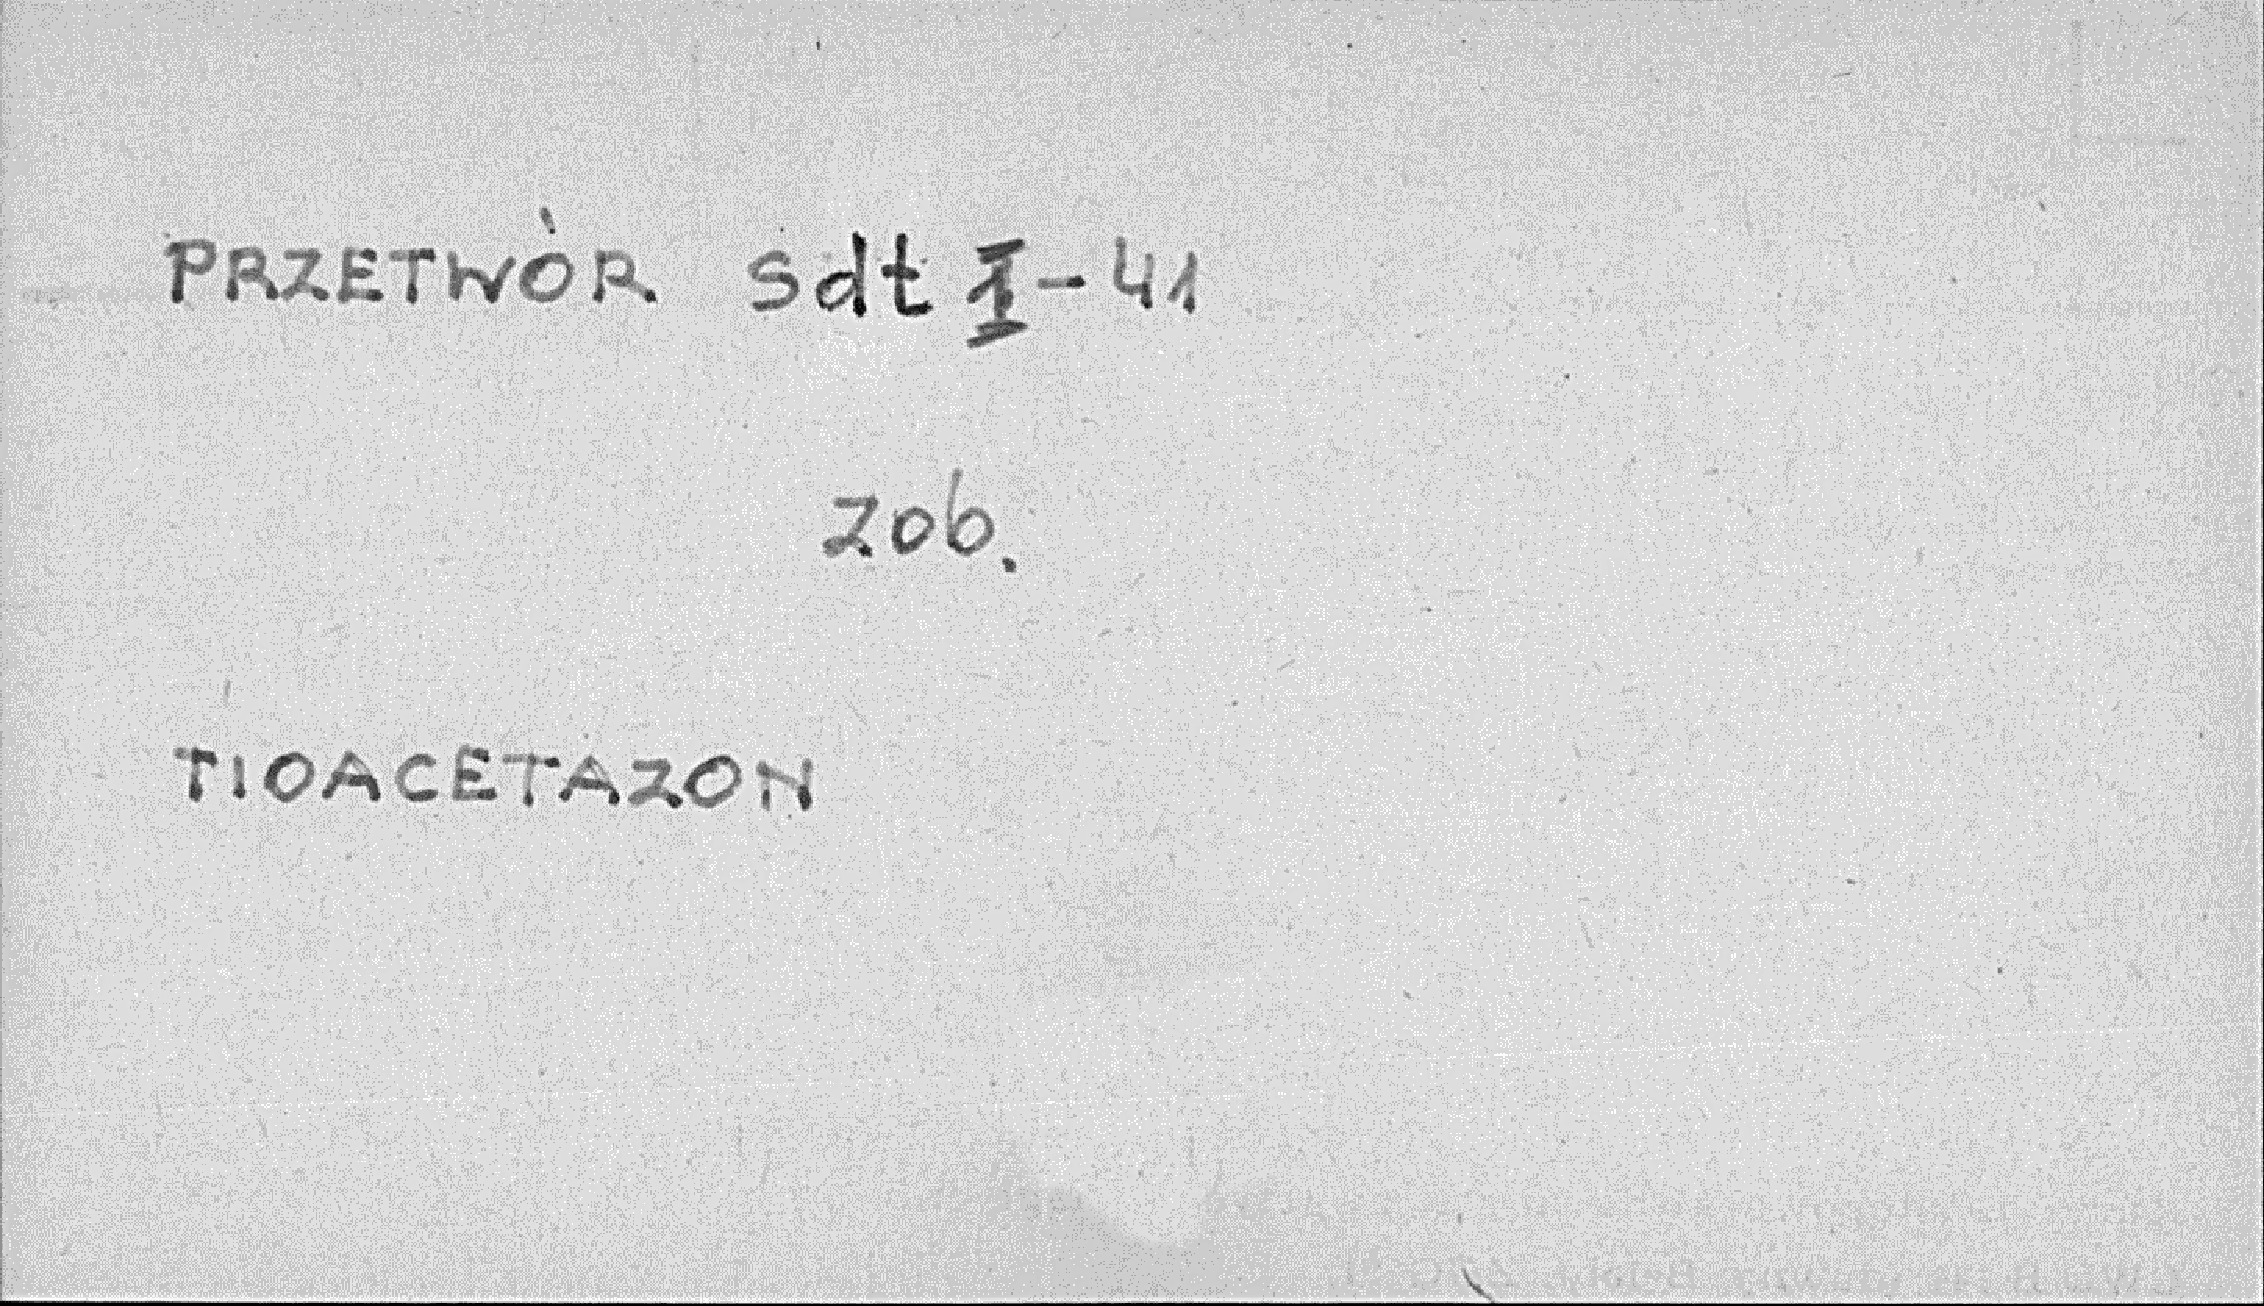 PRZETWÓR sdt I-41
zob.
TIOACETAZON